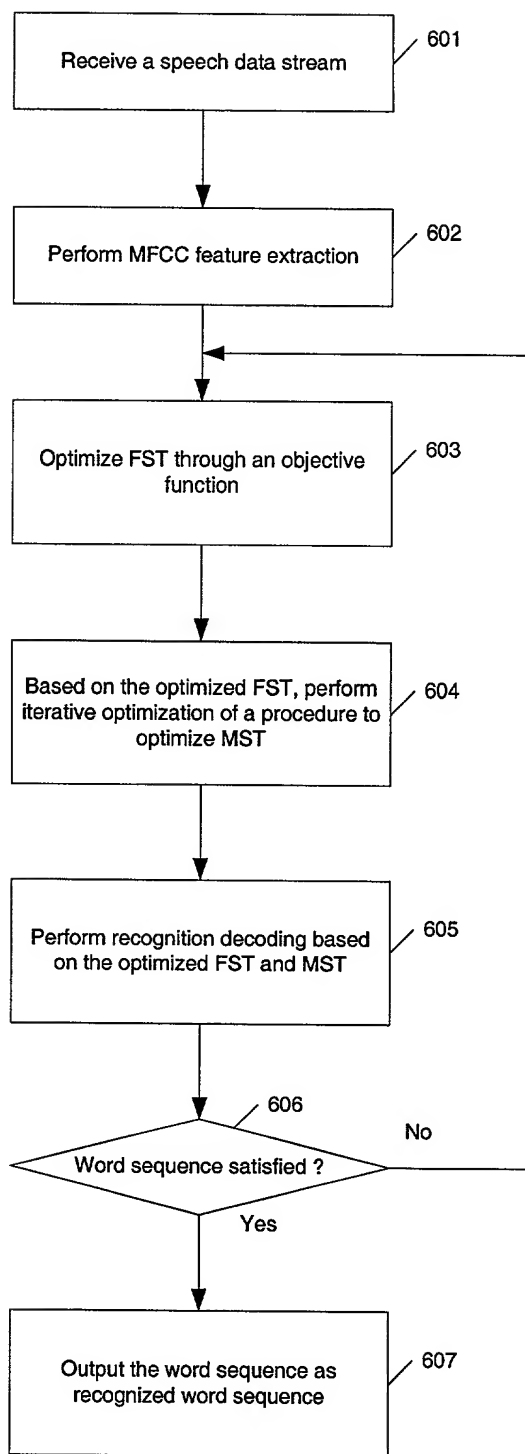 601
Receive a speech data stream
602
Perform MFCC feature extraction
603
Optimize FST through an objective
function
604
Based on the optimized FST, perform
iterative optimization of a procedure to
optimize MST
605
Perform recognition decoding based
on the optimized FST and MST
606
No
Word sequence satisfied ?
Yes
607
Output the word sequence as
recognized word sequence